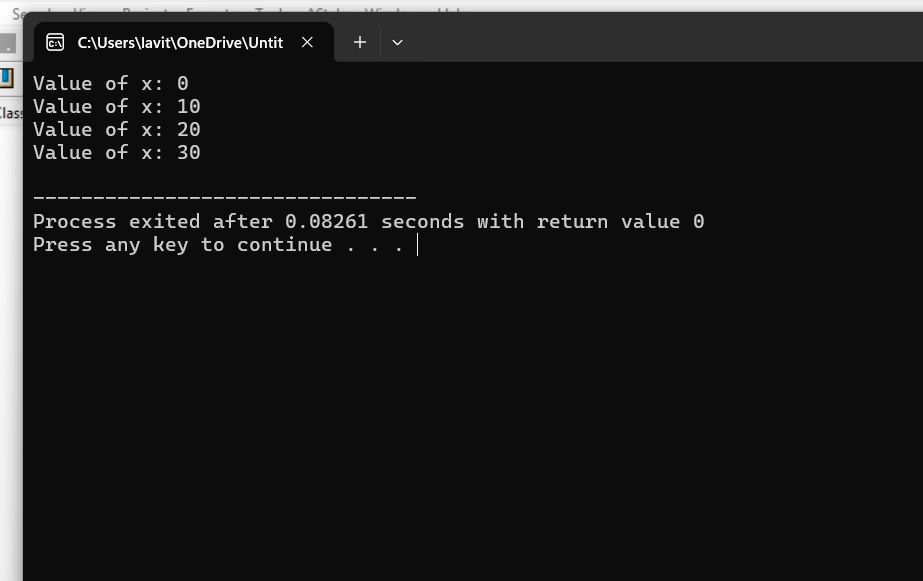 C:\Users\lavit\OneDrive\Untit
Value of x: 0
Value of x: 10
Value of x: 20
Value of x: 30
--------------------------------
Process exited after 0.08261 seconds with return value 0
Press any key to continue . . .